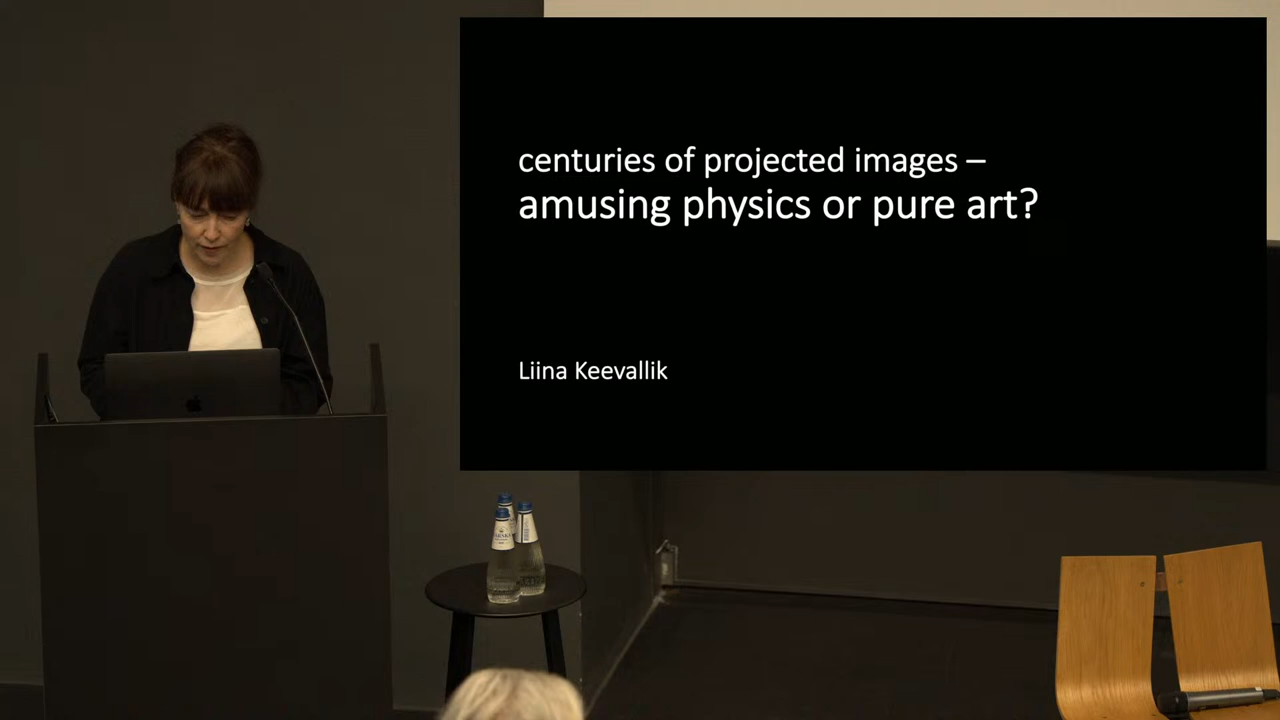 centuries of projected images –
amusing physics or pure art?
Liina Keevallik